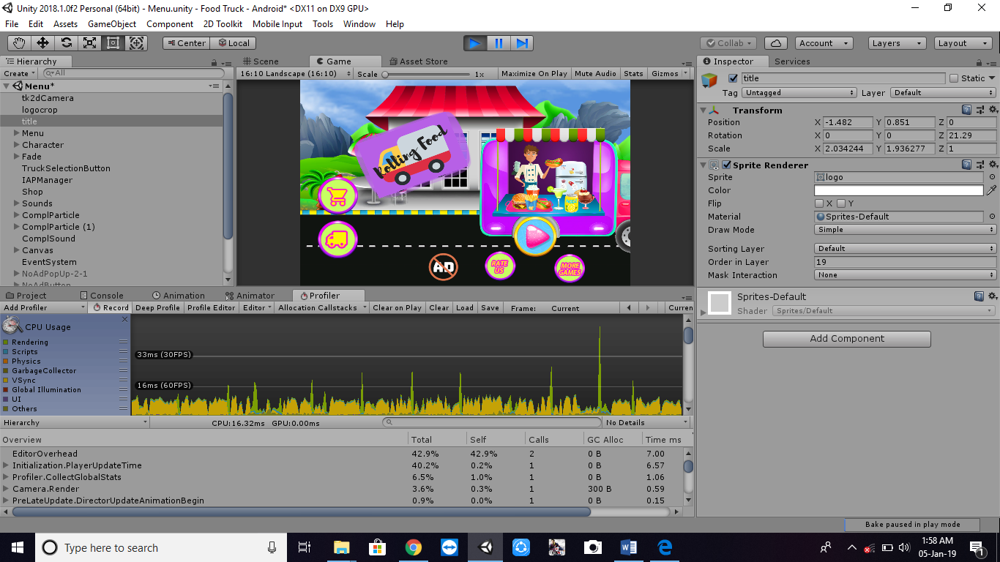 Unity 2018.1.0f2 Personal (64bit) - Menu.unity - Food Truck - Android* <DX11 on DX9 GPU>
File Edit Assets GameObject Component 2D Toolkit Mobile Input Tools Window Help
Center Local Collab Account Layers Layout
Hierarchy
Create All
Menu*
tk2dCamera
logocrop
title
Menu
Character
Fade
TruckSelectionButton
IAPManager
Shop
Sounds
ComplParticle
ComplParticle (1)
ComplSound
Canvas
EventSystem
NoAdPopUp-2-1
NoAdButton
Scene Game Asset Store
16:10 Landscape (16:10) Scale 1x Maximize On Play Mute Audio Stats Gizmos
Rolling Food
AD
RATE US
MORE GAMES
Inspector Services
title Static
Tag Untagged Layer Default
Transform
Position X -1.482 Y 0.851 Z 0
Rotation X 0 Y 0 Z 21.29
Scale X 2.034244 Y 1.936277 Z 1
Sprite Renderer
Sprite logo
Color
Flip X Y
Material Sprites-Default
Draw Mode Simple
Sorting Layer Default
Order in Layer 19
Mask Interaction None
Sprites-Default
Shader Sprites/Default
Add Component
Project Console Animation Animator Profiler
Add Profiler Record Deep Profile Profile Editor Editor Allocation Callstacks Clear on Play Clear Load Save Frame: Current Curren
CPU Usage
Rendering
Scripts
Physics
GarbageCollector
VSync
Global Illumination
UI
Others
33ms (30FPS)
16ms (60FPS)
Hierarchy CPU:16.32ms GPU:0.00ms No Details
Overview Total Self Calls GC Alloc Time ms
EditorOverhead 42.9% 42.9% 2 0 B 7.00
Initialization.PlayerUpdateTime 40.2% 0.2% 1 0 B 6.57
Profiler.CollectGlobalStats 6.5% 1.0% 1 0 B 1.06
Camera.Render 3.6% 0.3% 1 300 B 0.59
PreLateUpdate.DirectorUpdateAnimationBegin 0.9% 0.0% 1 0 B 0.15
Bake paused in play mode
Type here to search
1:58 AM
05-Jan-19
1